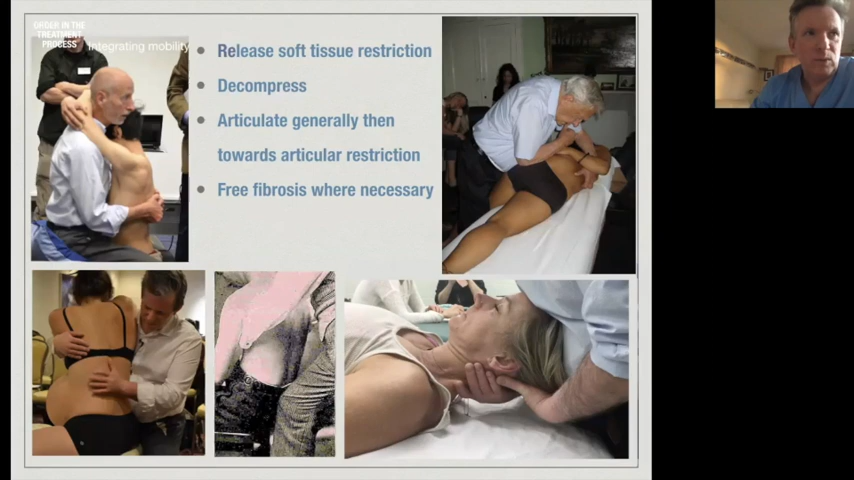 ORDER IN THE
TREATMENT
PROCESS
Integrating mobility
Release soft tissue restriction
Decompress
Articulate generally then
towards articular restriction
Free fibrosis where necessary